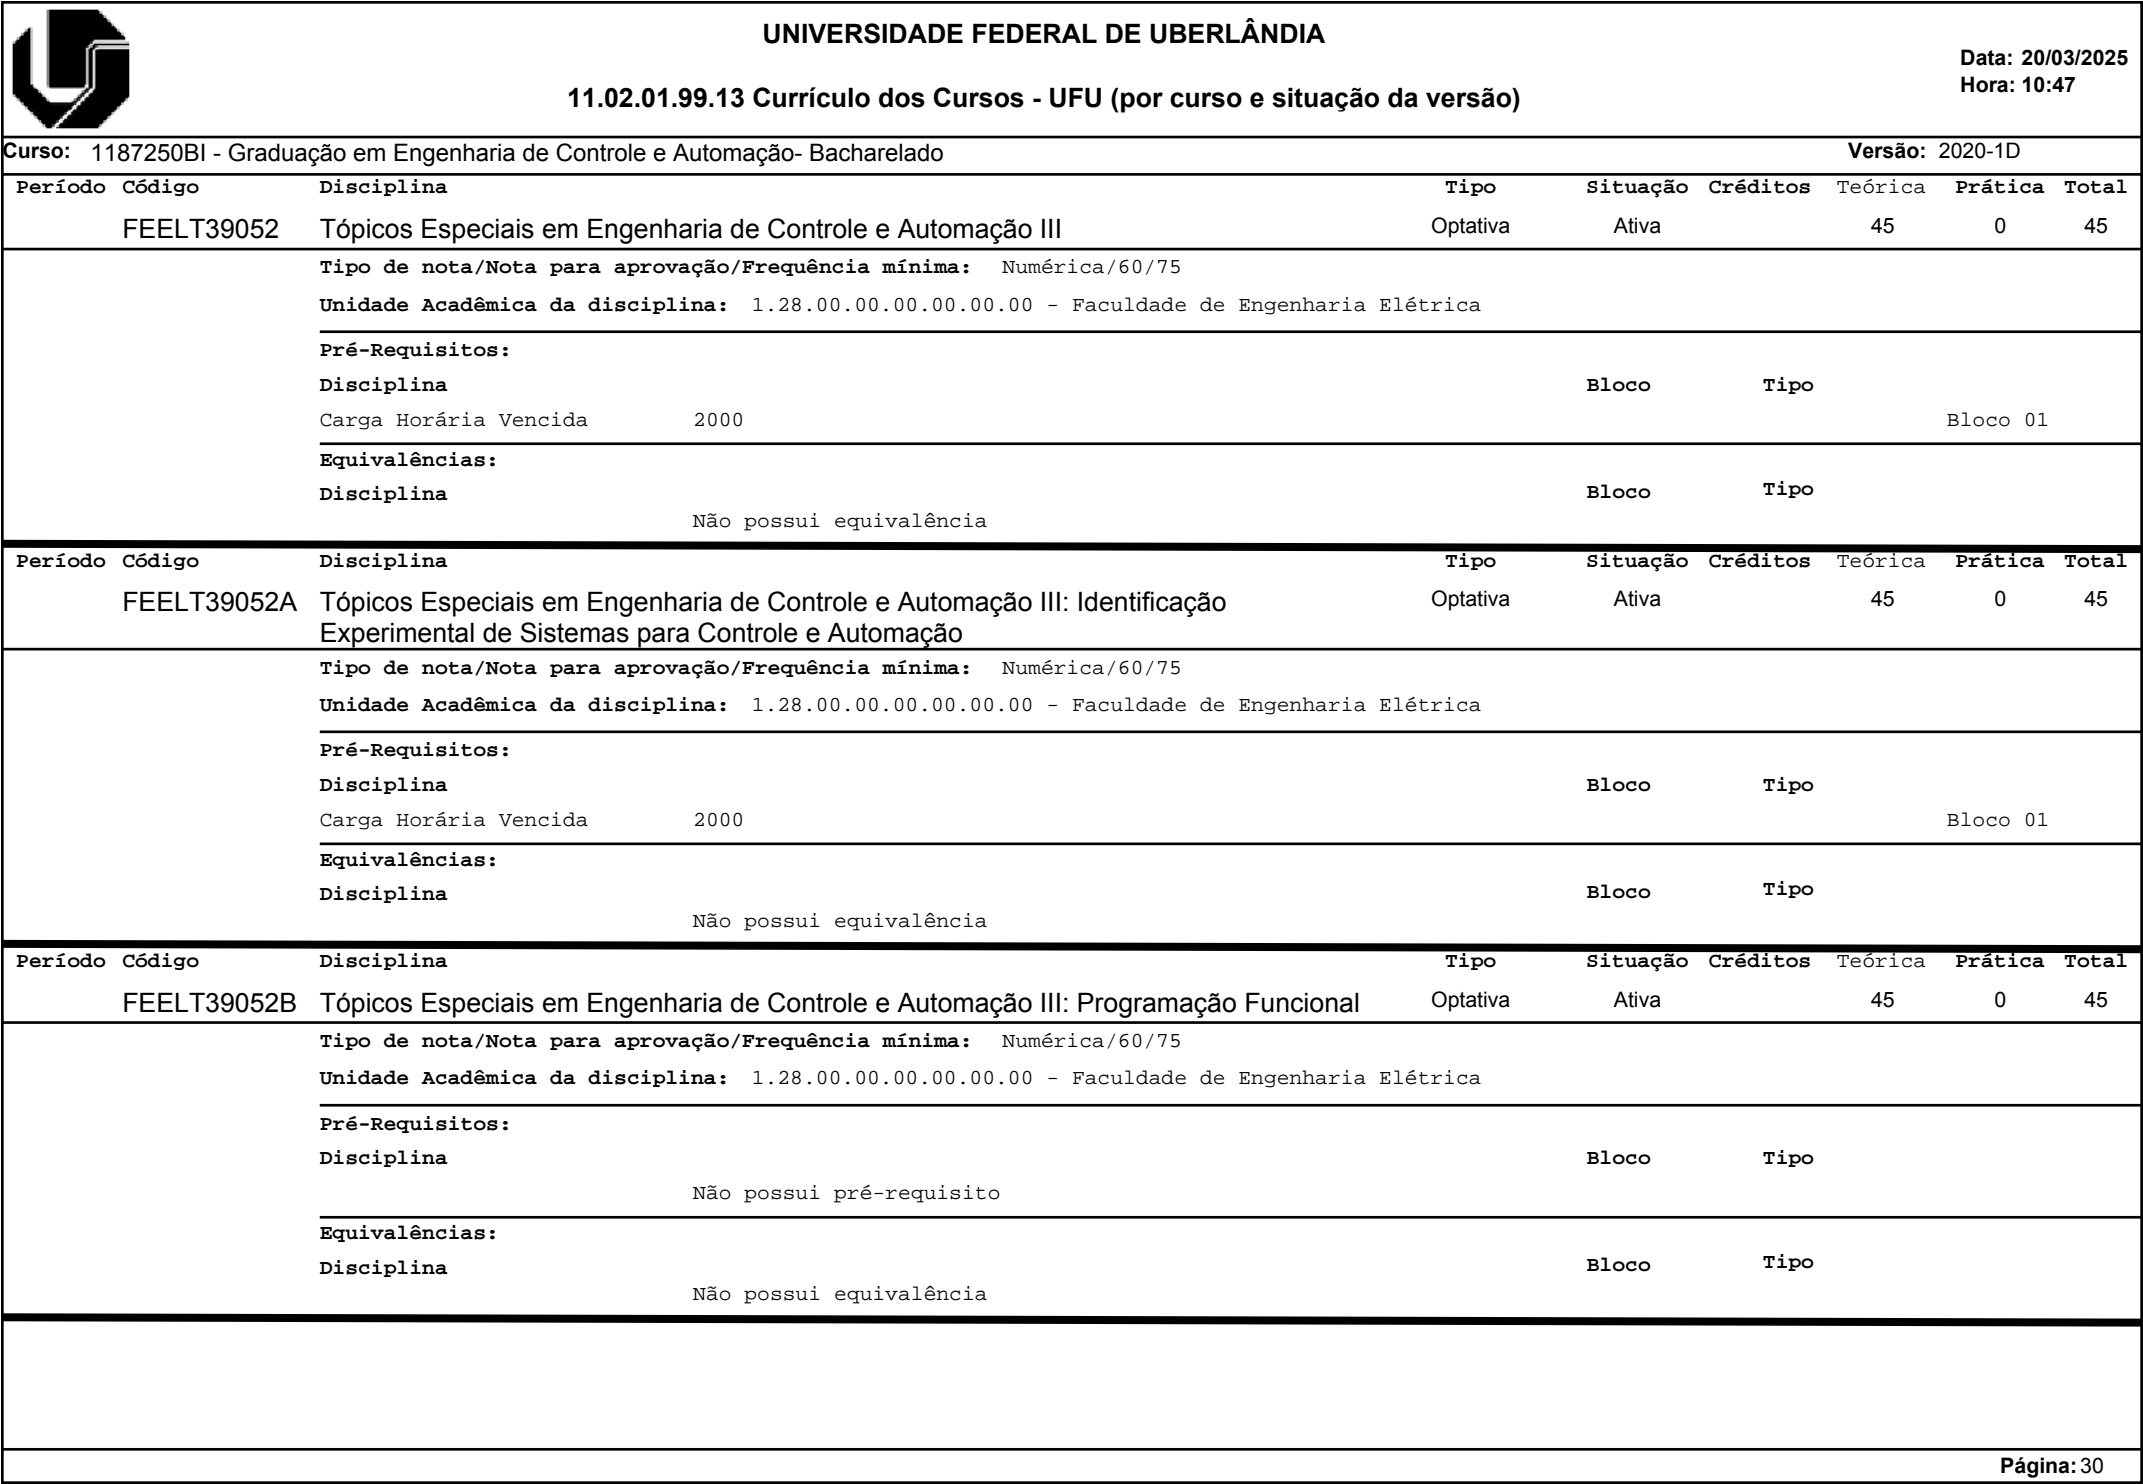 UNIVERSIDADE FEDERAL DE UBERLÂNDIA
Data: 20/03/2025
Hora: 10:47
11.02.01.99.13 Currículo dos Cursos - UFU (por curso e situação da versão)
Curso: 1187250BI - Graduação em Engenharia de Controle e Automação- Bacharelado Versão: 2020-1D
Período Código Disciplina Tipo Situação Créditos Teórica Prática Total
FEELT39052 Tópicos Especiais em Engenharia de Controle e Automação III Optativa Ativa 45 0 45
Tipo de nota/Nota para aprovação/Frequência mínima: Numérica/60/75
Unidade Acadêmica da disciplina: 1.28.00.00.00.00.00.00 - Faculdade de Engenharia Elétrica
Pré-Requisitos:
Disciplina Bloco Tipo
Carga Horária Vencida 2000 Bloco 01
Equivalências:
Disciplina Bloco Tipo
Não possui equivalência
Período Código Disciplina Tipo Situação Créditos Teórica Prática Total
FEELT39052A Tópicos Especiais em Engenharia de Controle e Automação III: Identificação Optativa Ativa 45 0 45
Experimental de Sistemas para Controle e Automação
Tipo de nota/Nota para aprovação/Frequência mínima: Numérica/60/75
Unidade Acadêmica da disciplina: 1.28.00.00.00.00.00.00 - Faculdade de Engenharia Elétrica
Pré-Requisitos:
Disciplina Bloco Tipo
Carga Horária Vencida 2000 Bloco 01
Equivalências:
Disciplina Bloco Tipo
Não possui equivalência
Período Código Disciplina Tipo Situação Créditos Teórica Prática Total
FEELT39052B Tópicos Especiais em Engenharia de Controle e Automação III: Programação Funcional Optativa Ativa 45 0 45
Tipo de nota/Nota para aprovação/Frequência mínima: Numérica/60/75
Unidade Acadêmica da disciplina: 1.28.00.00.00.00.00.00 - Faculdade de Engenharia Elétrica
Pré-Requisitos:
Disciplina Bloco Tipo
Não possui pré-requisito
Equivalências:
Disciplina Bloco Tipo
Não possui equivalência
Página: 30